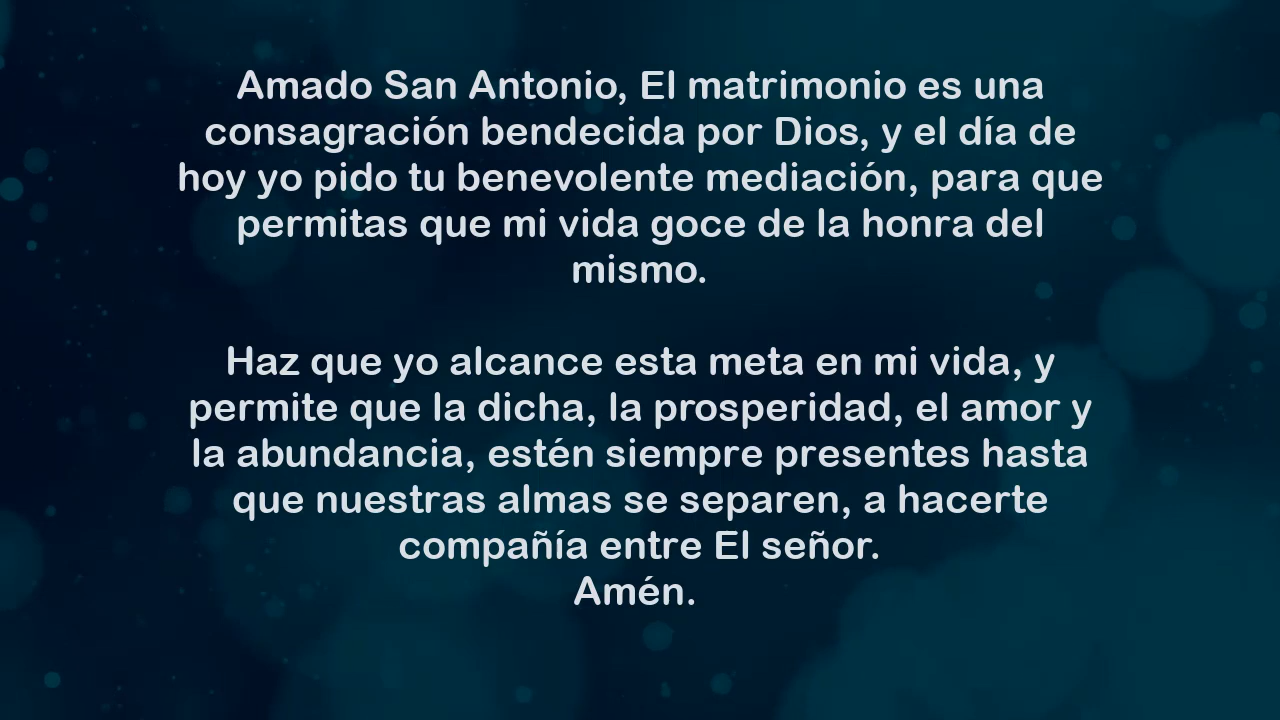 Amado San Antonio, El matrimonio es una
consagración bendecida por Dios, y el día de
hoy yo pido tu benevolente mediación, para que
permitas que mi vida goce de la honra del
mismo.
Haz que yo alcance esta meta en mi vida, y
permite que la dicha, la prosperidad, el amor y
la abundancia, estén siempre presentes hasta
que nuestras almas se separen, a hacerte
compañía entre El señor.
Amén.